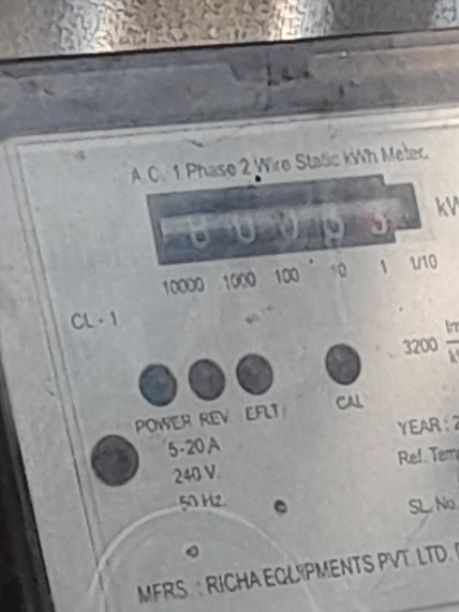 A.C. 1 Phase 2 Wire Static kWh Meter.
10000 1000 100 10 1 1/10
CL - 1
3200
POWER REV. EFLT.
CAL
5-20 A
240 V.
50 Hz.
YEAR :
Ref. Tem
SL. No.
MFRS. : RICHA EQUIPMENTS PVT. LTD.